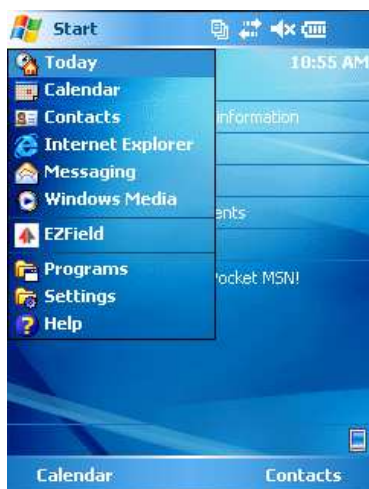 Start
Today
10:55 AM
Calendar
Contacts
information
Internet Explorer
Messaging
Windows Media
ents
EZField
Programs
Pocket MSN!
Settings
Help
Calendar
Contacts